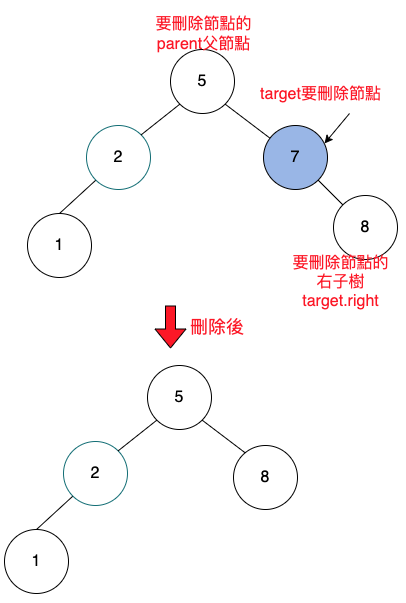 要刪除節點的
parent父節點
5
target要刪除節點
2
7
1
8
要刪除節點的
右子樹
target.right
刪除後
5
2
8
1